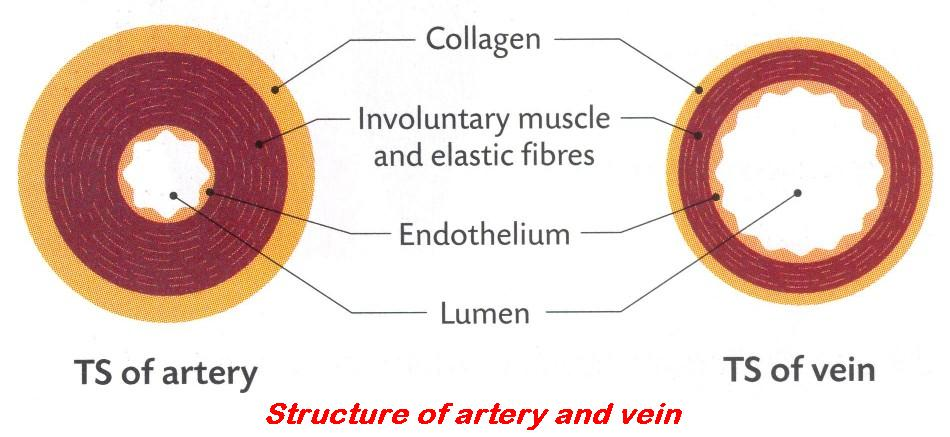 Collagen
Involuntary muscle
and elastic fibres
Endothelium
Lumen
TS of artery
TS of vein
Structure of artery and vein